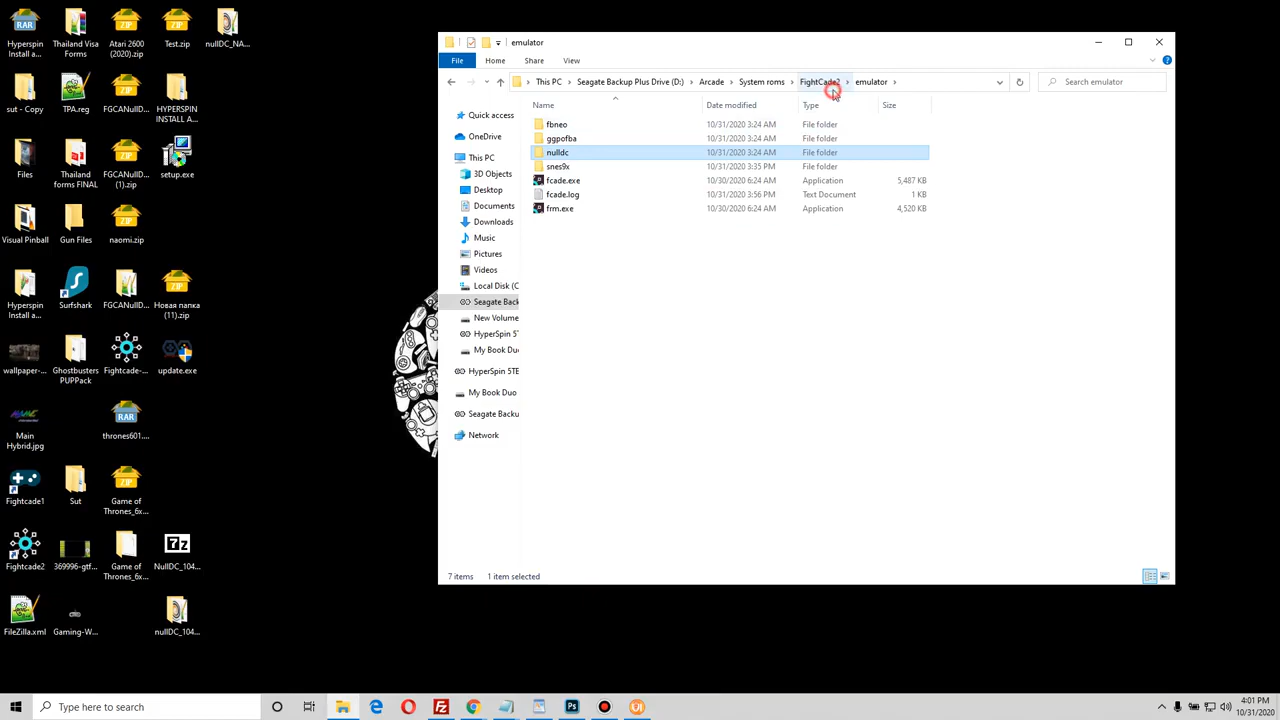 Hyperspin Install a...
Thailand Visa Forms
Atari 2600 (2020).zip
Test.zip
nullDC_NA...
sut - Copy
TPA.reg
FGCANullD...
HYPERSPIN INSTALL A...
Files
Thailand forms FINAL
FGCANullD... (1).zip
setup.exe
Visual Pinball
Gun Files
naomi.zip
Hyperspin Install a...
Surfshark
FGCANullD...
Новая папка (11).zip
wallpaper-...
Ghostbusters PUPPack
Fightcade-...
update.exe
Main Hybrid.jpg
thrones601....
Fightcade1
Sut
Game of Thrones_6x...
Fightcade2
369996-gtf...
Game of Thrones_6x...
NullDC_104...
FileZilla.xml
Gaming-W...
nullDC_104...
emulator
File Home Share View
This PC > Seagate Backup Plus Drive (D:) > Arcade > System roms > FightCade2 > emulator >
Search emulator
Name Date modified Type Size
Quick access
OneDrive
This PC
3D Objects
Desktop
Documents
Downloads
Music
Pictures
Videos
Local Disk (C
Seagate Back
New Volume
HyperSpin 5T
My Book Duo
HyperSpin 5TE
My Book Duo
Seagate Backu
Network
fbneo 10/31/2020 3:24 AM File folder
ggpofba 10/31/2020 3:24 AM File folder
nulldc 10/31/2020 3:24 AM File folder
snes9x 10/31/2020 3:35 PM File folder
fcade.exe 10/30/2020 6:24 AM Application 5,487 KB
fcade.log 10/31/2020 3:56 PM Text Document 1 KB
frm.exe 10/30/2020 6:24 AM Application 4,520 KB
7 items 1 item selected
Type here to search
4:01 PM
10/31/2020